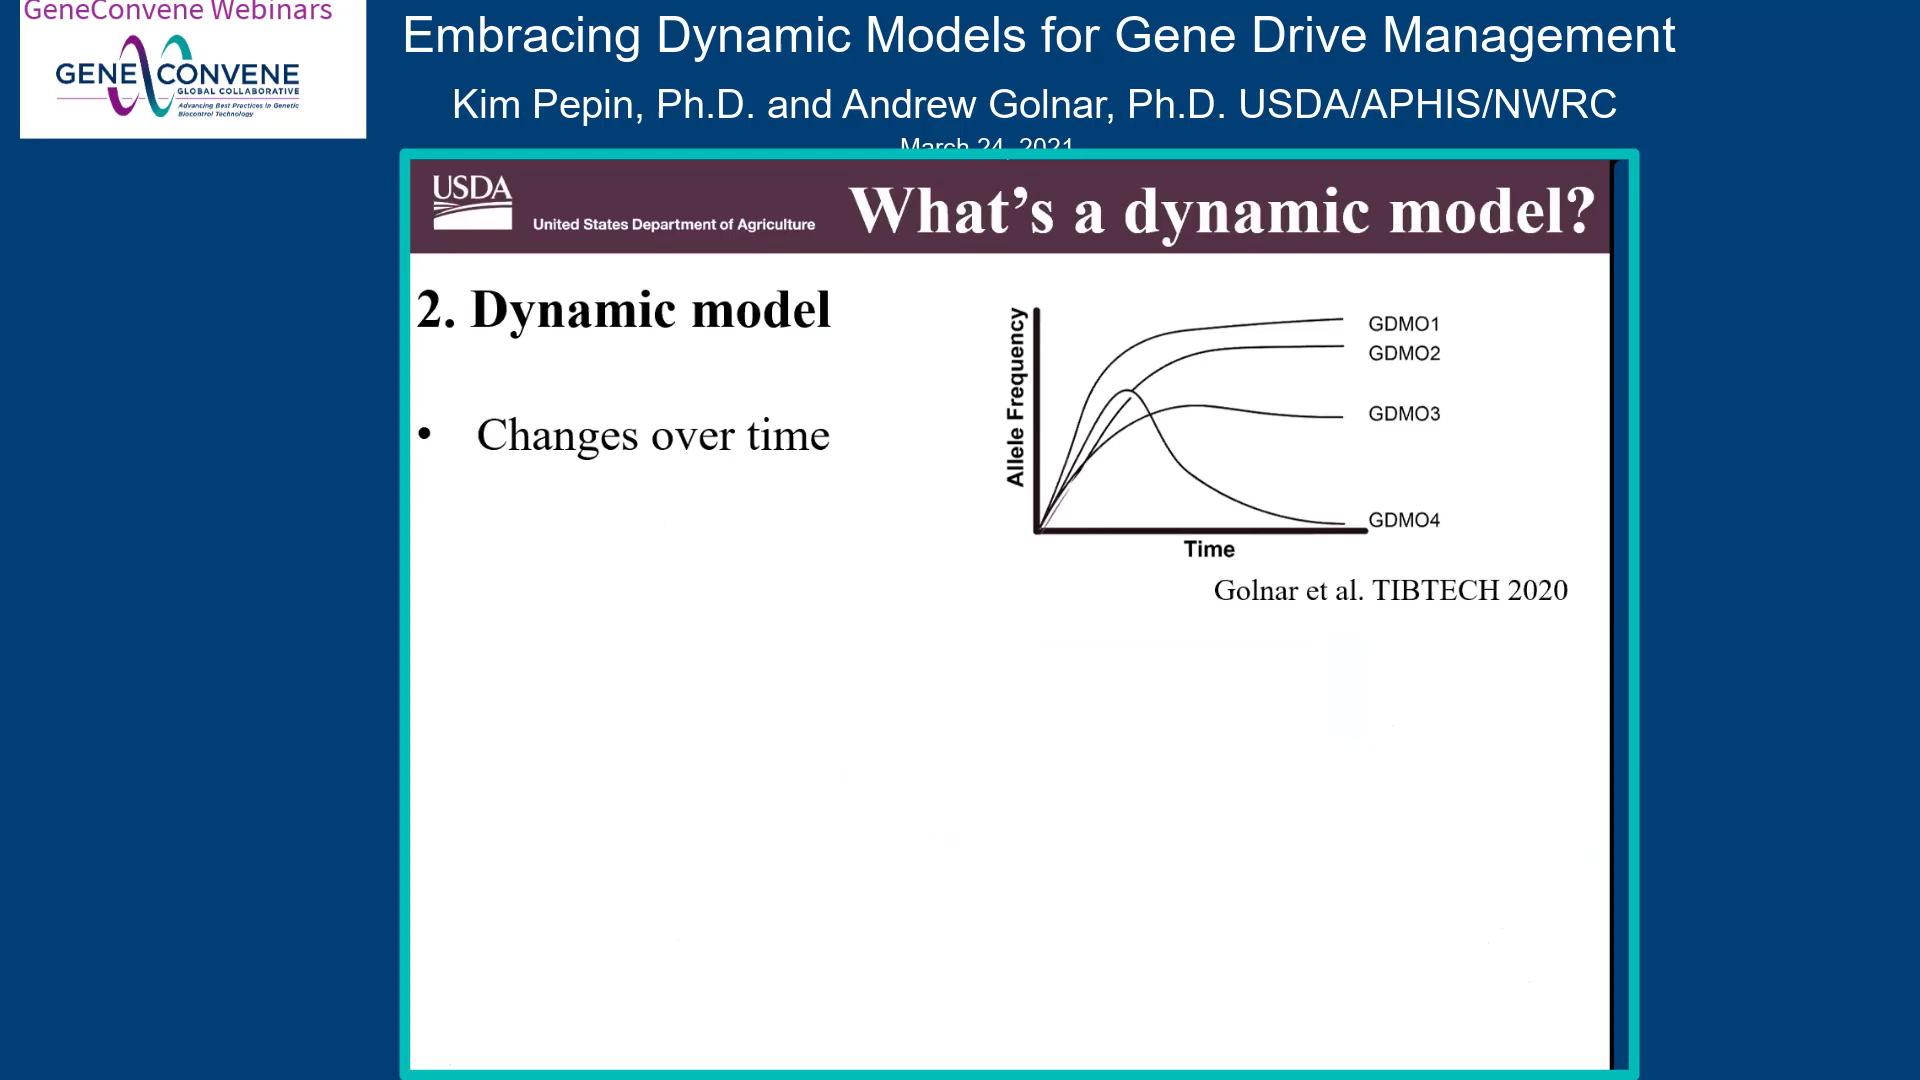 GeneConvene Webinars
GENE CONVENE
GLOBAL COLLABORATIVE
Advancing Best Practices in Genetic
Biocontrol Technology
Embracing Dynamic Models for Gene Drive Management
Kim Pepin, Ph.D. and Andrew Golnar, Ph.D. USDA/APHIS/NWRC
March 24, 2021
USDA
United States Department of Agriculture
What's a dynamic model?
2. Dynamic model
• Changes over time
Allele Frequency
GDMO1
GDMO2
GDMO3
GDMO4
Time
Golnar et al. TIBTECH 2020